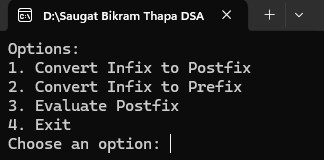 D:\Saugat Bikram Thapa DSA
Options:
1. Convert Infix to Postfix
2. Convert Infix to Prefix
3. Evaluate Postfix
4. Exit
Choose an option: